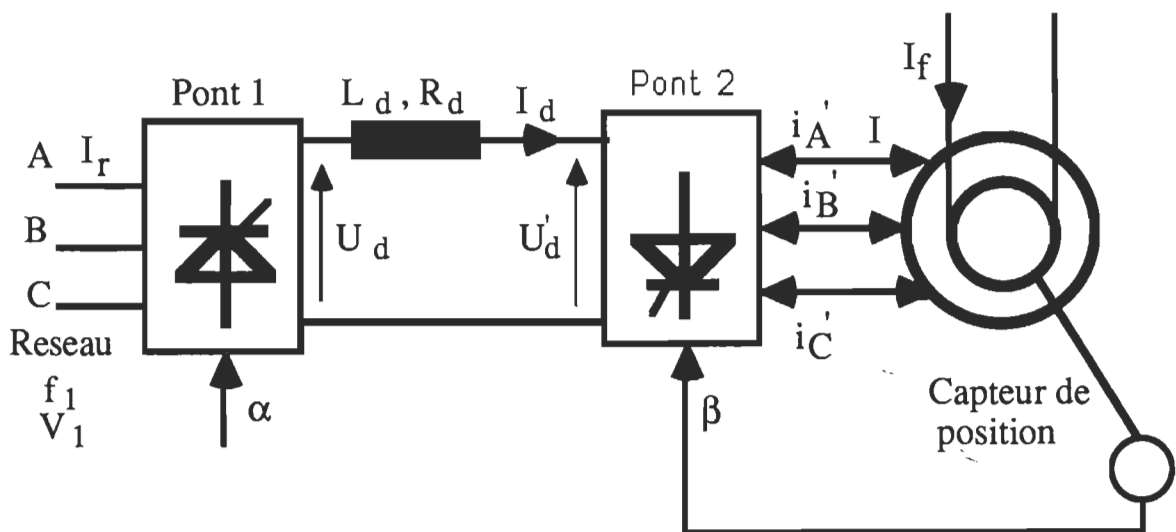 Pont 1
L d , R d
I d
Pont 2
I f
A
I r
B
C
Reseau
f 1
V 1
α
U d
U'd
i A'
I
i B'
i C'
β
Capteur de
position